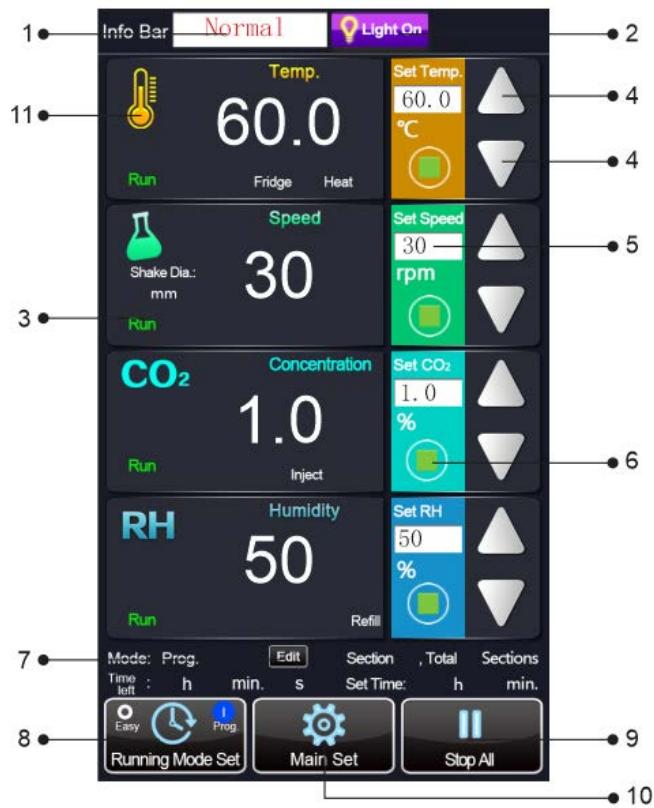 1 Info Bar Normal Light On 2
Temp. Set Temp.
11 60.0 60.0 4
℃ 4
Run Fridge Heat
Speed Set Speed
30 30 5
Shake Dia.: rpm
mm
3 Run
CO₂ Concentration Set CO₂
1.0 1.0
%
Run Inject 6
RH Humidity Set RH
50 50
%
Run Refill
7 Mode: Prog. Edit Section , Total Sections
Time left : h min. s Set Time: h min.
8 Easy Prog. 9
Running Mode Set Main Set Stop All
10